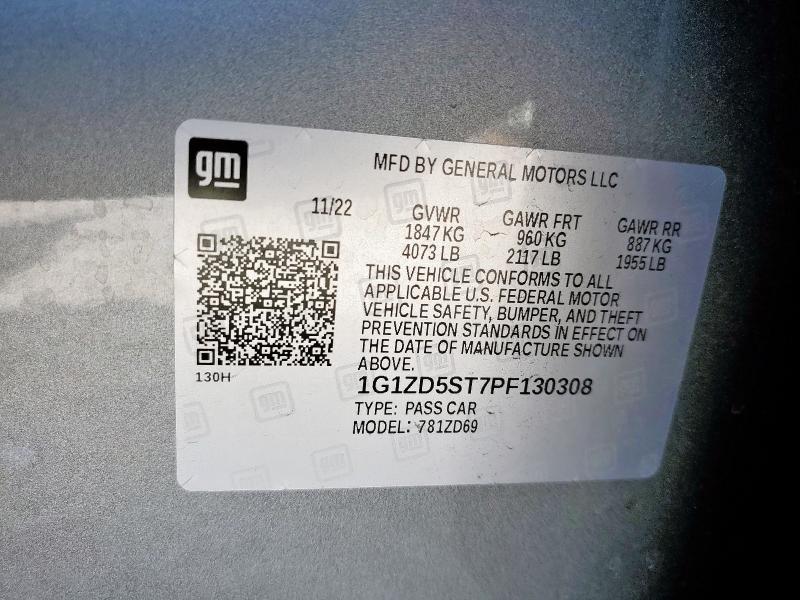 gm
MFD BY GENERAL MOTORS LLC
11/22 GVWR GAWR FRT GAWR RR
1847 KG 960 KG 887 KG
4073 LB 2117 LB 1955 LB
THIS VEHICLE CONFORMS TO ALL
APPLICABLE U.S. FEDERAL MOTOR
VEHICLE SAFETY, BUMPER, AND THEFT
PREVENTION STANDARDS IN EFFECT ON
THE DATE OF MANUFACTURE SHOWN
ABOVE.
130H
1G1ZD5ST7PF130308
TYPE: PASS CAR
MODEL: 781ZD69